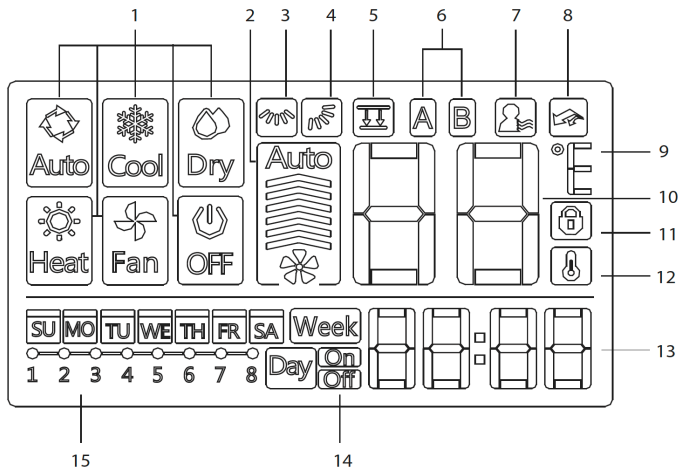 1 2 3 4 5 6 7 8
Auto Cool Dry Auto A B
9
10
Heat Fan OFF
11
12
SU MO TU WE TH FR SA Week
Day On Off
13
1 2 3 4 5 6 7 8
15 14